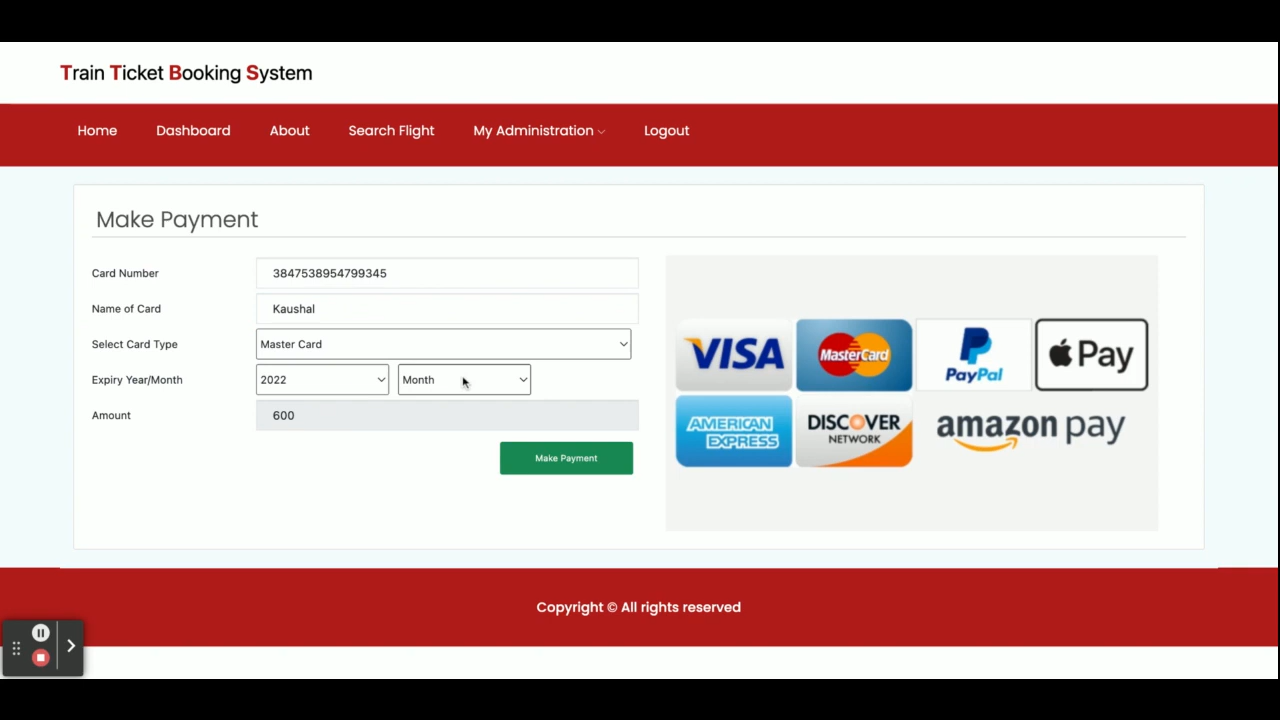 Train Ticket Booking System
Home Dashboard About Search Flight My Administration Logout
Make Payment
Card Number 3847538954799345
Name of Card Kaushal
Select Card Type Master Card
Expiry Year/Month 2022 Month
Amount 600
Make Payment
VISA MasterCard PayPal Pay
AMERICAN EXPRESS DISCOVER NETWORK amazon pay
Copyright © All rights reserved